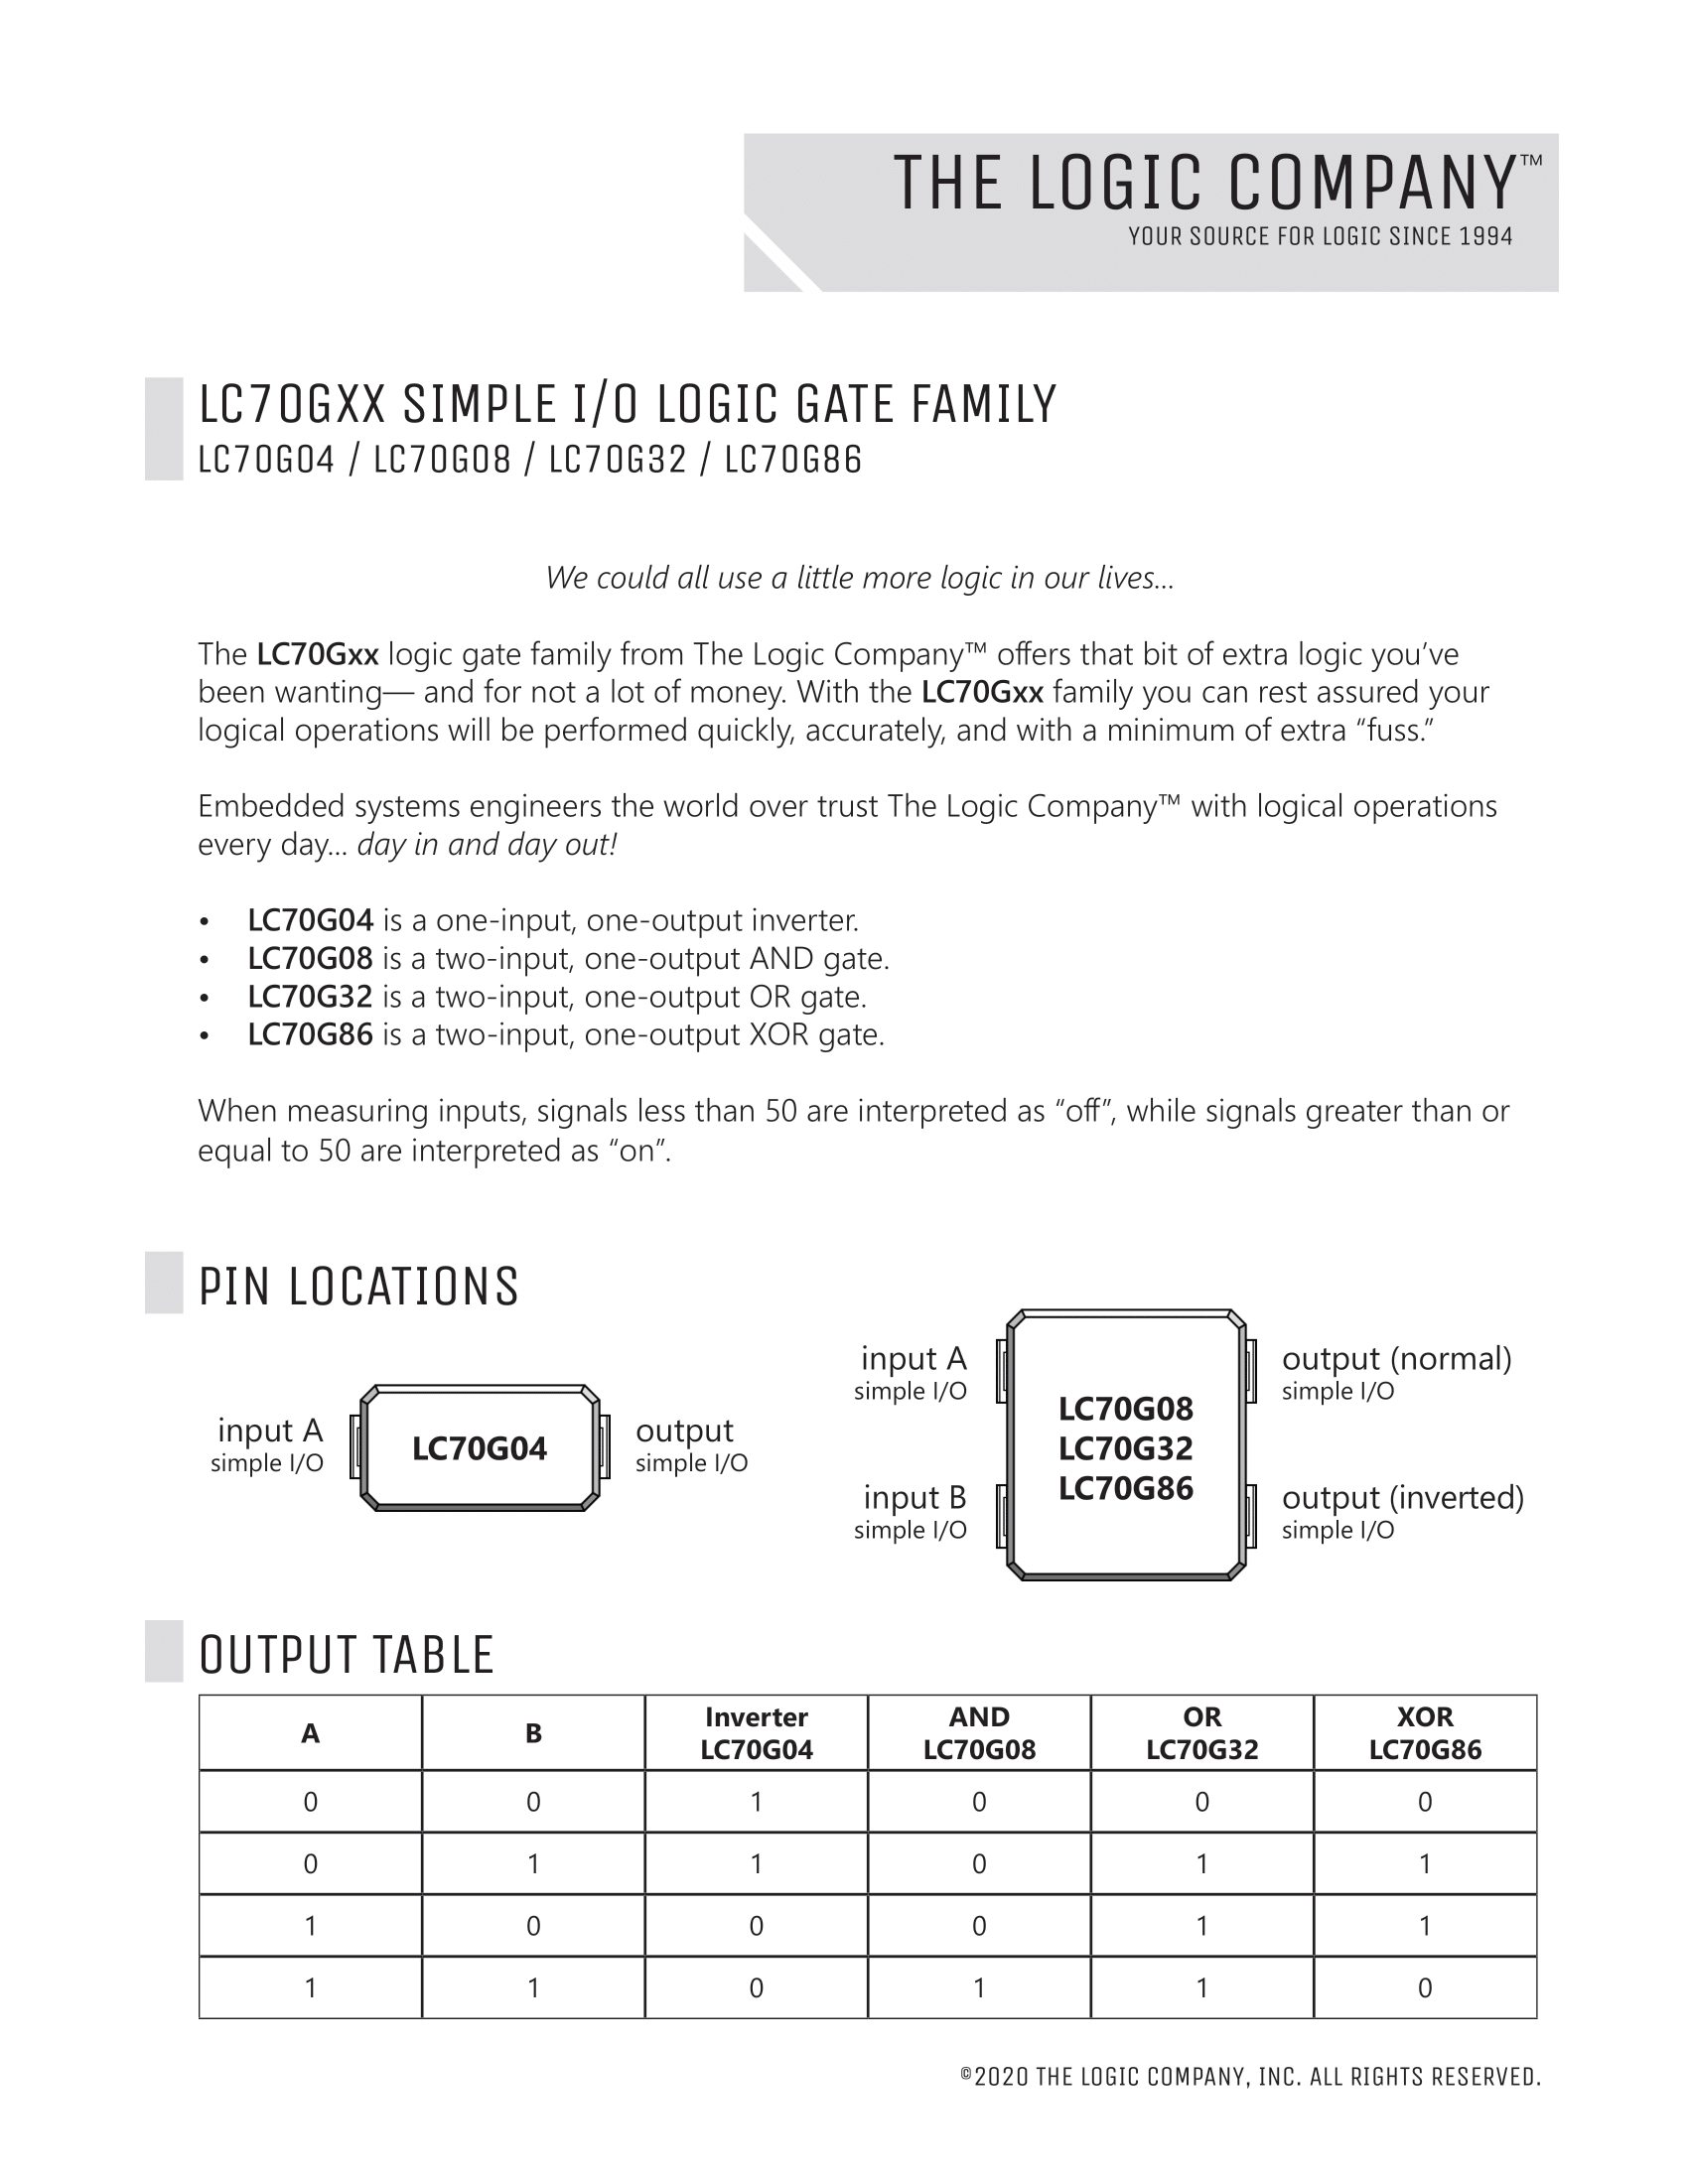 THE LOGIC COMPANY™
YOUR SOURCE FOR LOGIC SINCE 1994
LC70GXX SIMPLE I/O LOGIC GATE FAMILY
LC70G04 / LC70G08 / LC70G32 / LC70G86
We could all use a little more logic in our lives...
The LC70Gxx logic gate family from The Logic Company™ offers that bit of extra logic you’ve
been wanting— and for not a lot of money. With the LC70Gxx family you can rest assured your
logical operations will be performed quickly, accurately, and with a minimum of extra “fuss.”
Embedded systems engineers the world over trust The Logic Company™ with logical operations
every day... day in and day out!
• LC70G04 is a one-input, one-output inverter.
• LC70G08 is a two-input, one-output AND gate.
• LC70G32 is a two-input, one-output OR gate.
• LC70G86 is a two-input, one-output XOR gate.
When measuring inputs, signals less than 50 are interpreted as “off”, while signals greater than or
equal to 50 are interpreted as “on”.
PIN LOCATIONS
input A
simple I/O
LC70G04
output
simple I/O
input A
simple I/O
input B
simple I/O
LC70G08
LC70G32
LC70G86
output (normal)
simple I/O
output (inverted)
simple I/O
OUTPUT TABLE
A B Inverter LC70G04 AND LC70G08 OR LC70G32 XOR LC70G86
0 0 1 0 0 0
0 1 1 0 1 1
1 0 0 0 1 1
1 1 0 1 1 0
©2020 THE LOGIC COMPANY, INC. ALL RIGHTS RESERVED.